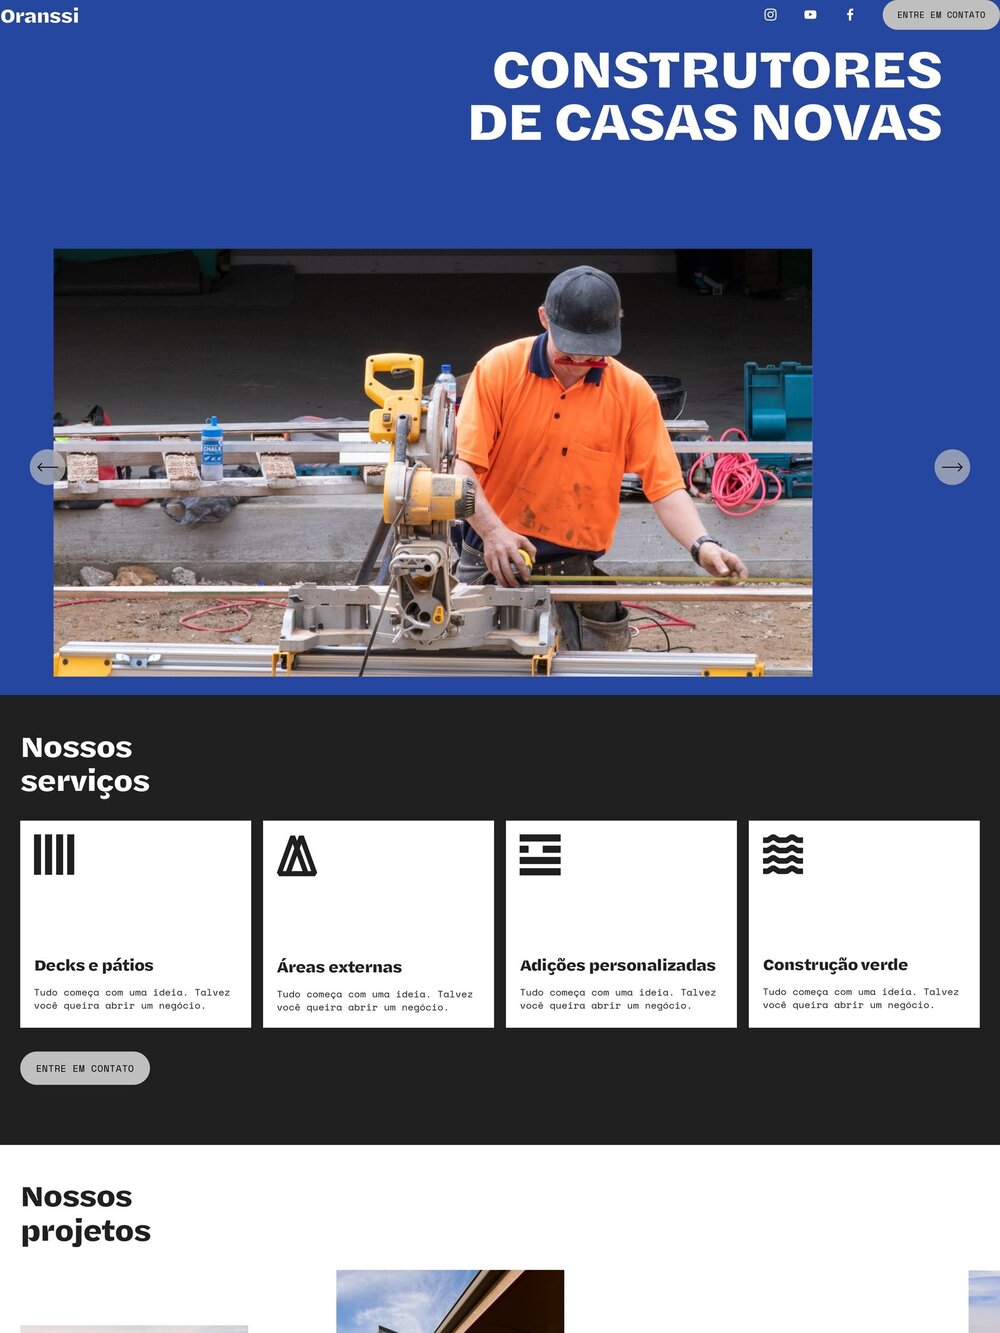 Oranssi
ENTRE EM CONTATO
CONSTRUTORES
DE CASAS NOVAS
CHALK
Nossos
serviços
Decks e pátios
Tudo começa com uma ideia. Talvez
você queira abrir um negócio.
Áreas externas
Tudo começa com uma ideia. Talvez
você queira abrir um negócio.
Adições personalizadas
Tudo começa com uma ideia. Talvez
você queira abrir um negócio.
Construção verde
Tudo começa com uma ideia. Talvez
você queira abrir um negócio.
ENTRE EM CONTATO
Nossos
projetos